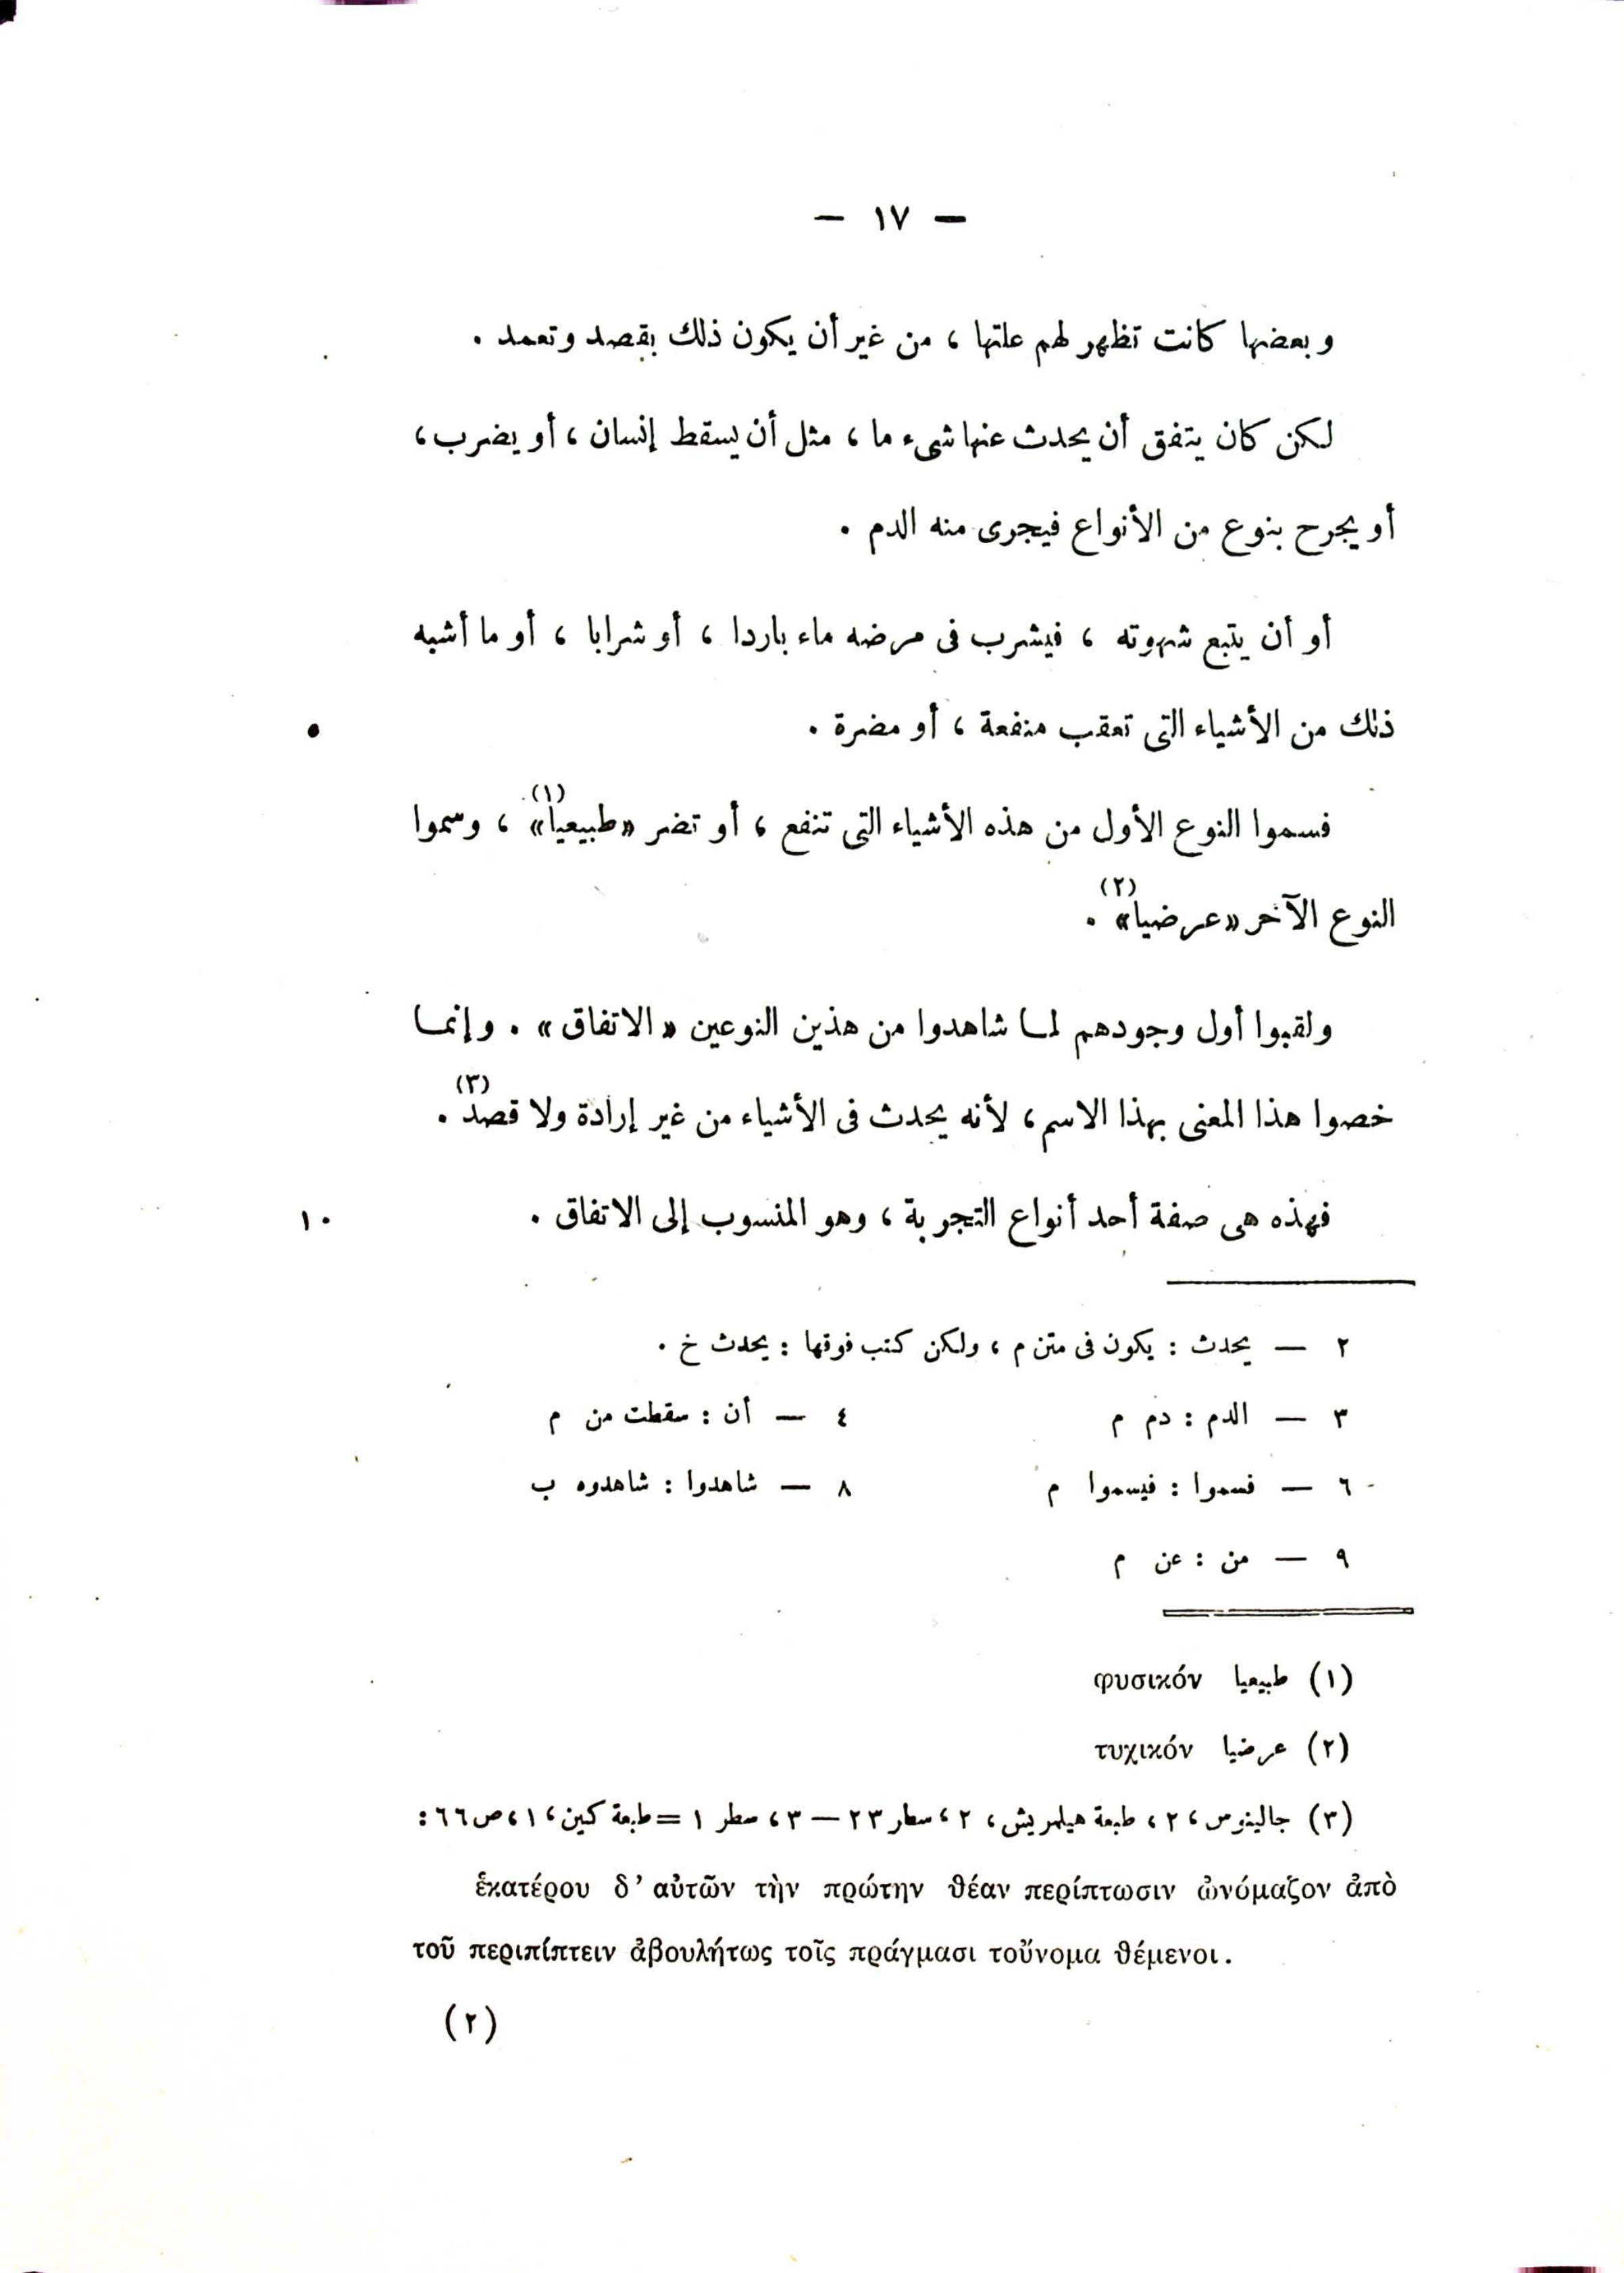 — ١٧ —
وبعضها كانت تظهر لهم علتها ، من غير أن يكون ذلك بقصد وتعمد .
لكن كان يتفق أن يحدث عنها شىء ما ، مثل أن يسقط إنسان ، أو يضرب ،
أو يجرح بنوع من الأنواع فيجرى منه الدم .
أو أن يتبع شهوته ، فيشرب فى مرضه ماء باردا ، أو شرابا ، أو ما أشبه
ذلك من الأشياء التى تعقب منفعة ، أو مضرة . ٥
فسموا النوع الأول من هذه الأشياء التى تنفع ، أو تضر «طبيعيا»(١) ، وسموا
النوع الآخر «عرضيا»(٢) .
ولقبوا أول وجودهم لما شاهدوا من هذين النوعين «الاتفاق» . وإنما
خصوا هذا المعنى بهذا الاسم ، لأنه يحدث فى الأشياء من غير إرادة ولا قصد(٣) .
فهذه هى صفة أحد أنواع التجربة ، وهو المنسوب إلى الاتفاق . ١٠
٢ — يحدث : يكون فى متن م ، ولكن كتب فوقها : يحدث خ .
٣ — الدم : دم م ٤ — أن : سقطت من م
٦ — فسموا : فيسموا م ٨ — شاهدوا : شاهدوه ب
٩ — من : عن م
(١) طبيعيا φυσικόν
(٢) عرضيا τυχικόν
(٣) جالينوس ، ٢ ، طبعة هيلمريش ، ٢ ، سطر ٢٣ — ٣ ، سطر ١ = طبعة كين ، ١ ، ص ٦٦ :
ἑκατέρου δ’ αὐτῶν τὴν πρώτην θέαν περίπτωσιν ὠνόμαζον ἀπὸ
τοῦ περιπίπτειν ἀβουλήτως τοῖς πράγμασι τοὔνομα θέμενοι.
(٢)